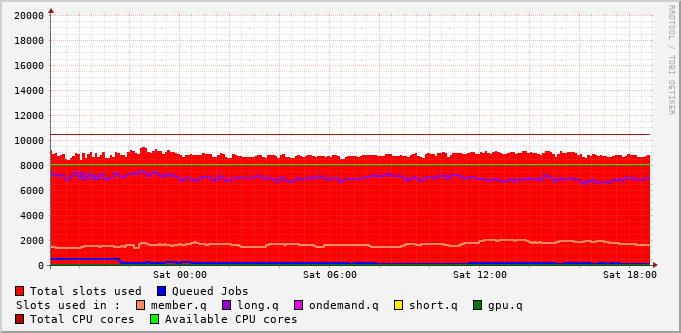 RRDTOOL / TOBI OETIKER
20000
18000
16000
14000
12000
10000
8000
6000
4000
2000
0
Sat 00:00 Sat 06:00 Sat 12:00 Sat 18:00
Total slots used Queued Jobs
Slots used in : member.q long.q ondemand.q short.q gpu.q
Total CPU cores Available CPU cores